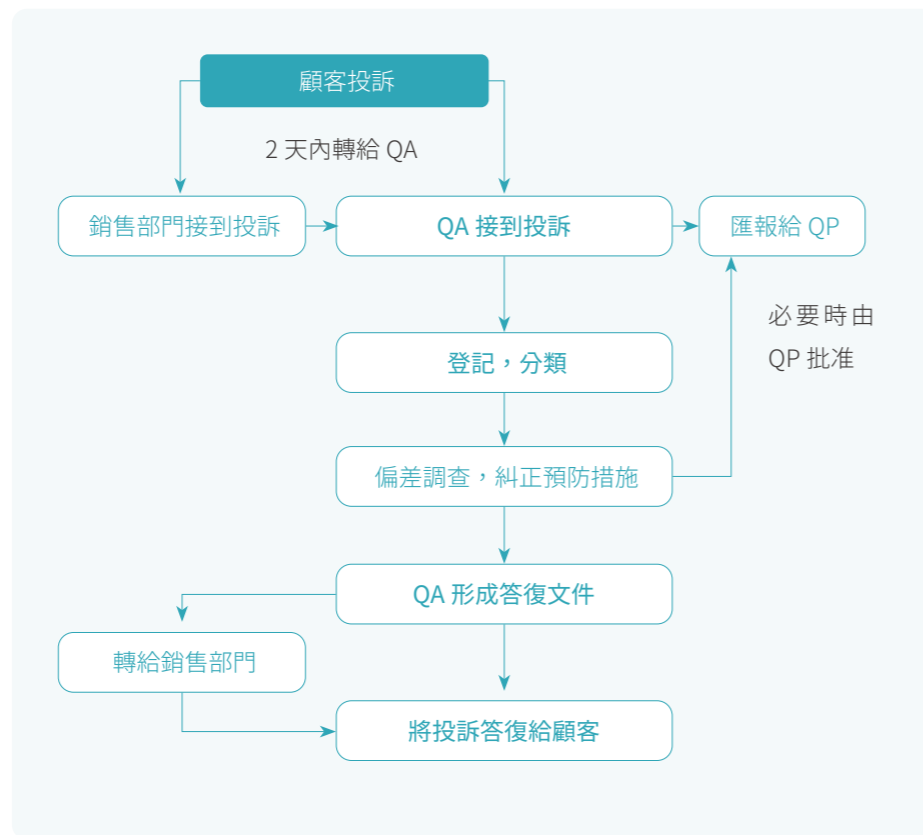 顧客投訴
2 天內轉給 QA
銷售部門接到投訴
QA 接到投訴
匯報給 QP
必要時由
QP 批准
登記，分類
偏差調查，糾正預防措施
QA 形成答復文件
轉給銷售部門
將投訴答復給顧客